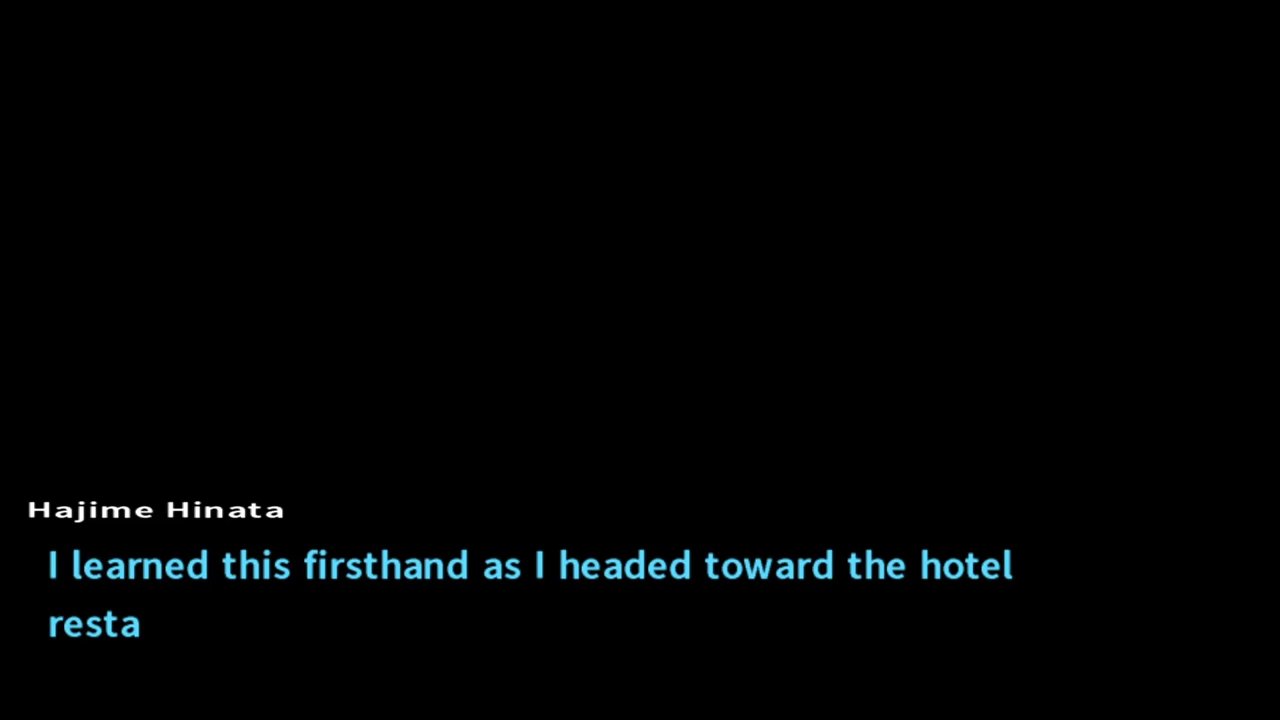 Hajime Hinata
I learned this firsthand as I headed toward the hotel
resta